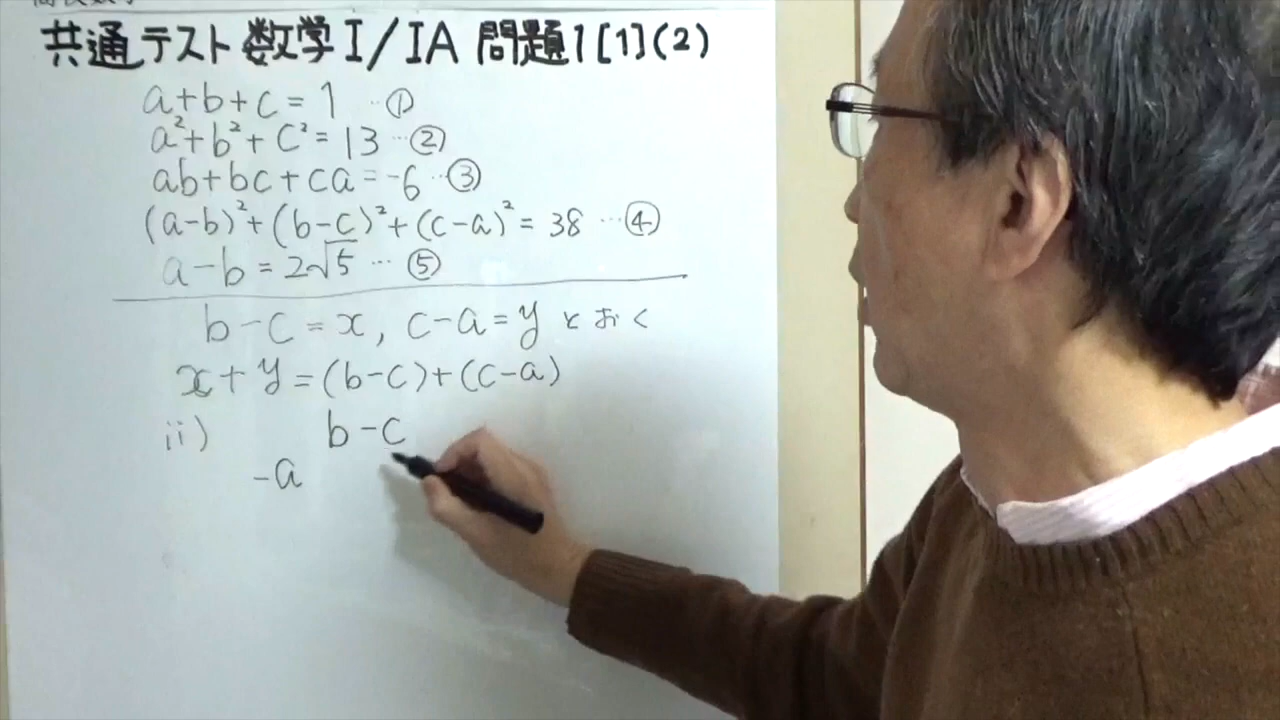 共通テスト 数学I/IA 問題1[1](2)
a+b+c=1 …①
a²+b²+c²=13 …②
ab+bc+ca=-6 …③
(a-b)²+(b-c)²+(c-a)²=38 …④
a-b=2√5 …⑤
b-c=x, c-a=y とおく
x+y=(b-c)+(c-a)
ii) b-c
-a